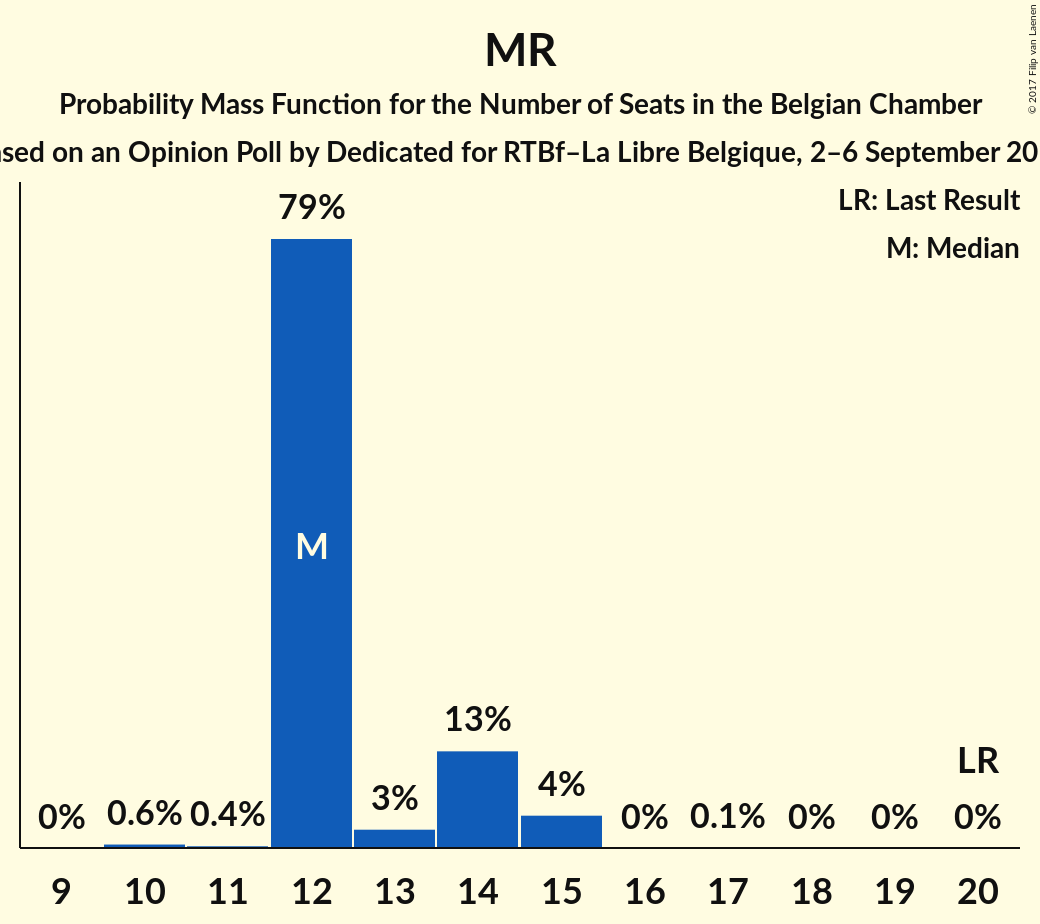 MR
Probability Mass Function for the Number of Seats in the Belgian Chamber
on an Opinion Poll by Dedicated for RTBf–La Libre Belgique, 2–6 September
© 2017 Filip van Laenen
LR: Last Result
M: Median
79%
M
13%
LR
4%
3%
0% 0.6% 0.4% 0% 0.1% 0% 0% 0%
9 10 11 12 13 14 15 16 17 18 19 20